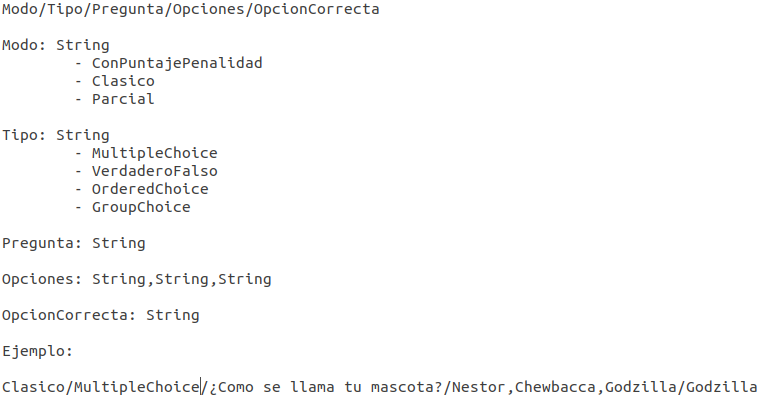 Modo/Tipo/Pregunta/Opciones/OpcionCorrecta
Modo: String
- ConPuntajePenalidad
- Clasico
- Parcial
Tipo: String
- MultipleChoice
- VerdaderoFalso
- OrderedChoice
- GroupChoice
Pregunta: String
Opciones: String,String,String
OpcionCorrecta: String
Ejemplo:
Clasico/MultipleChoice/¿Como se llama tu mascota?/Nestor,Chewbacca,Godzilla/Godzilla